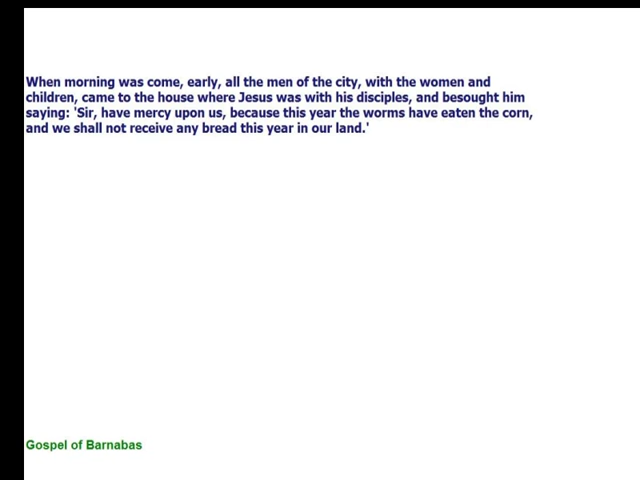 When morning was come, early, all the men of the city, with the women and
children, came to the house where Jesus was with his disciples, and besought him
saying: 'Sir, have mercy upon us, because this year the worms have eaten the corn,
and we shall not receive any bread this year in our land.'
Gospel of Barnabas